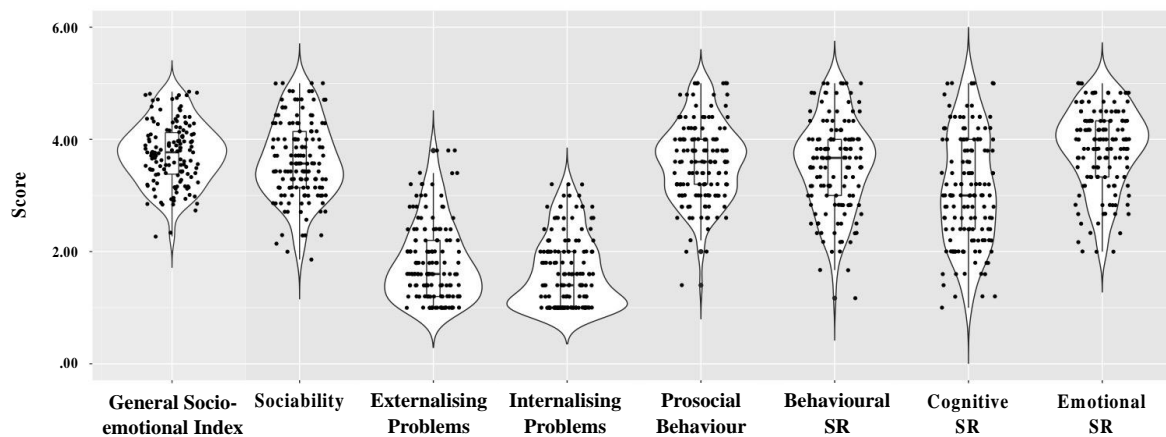 6.00
4.00
2.00
.00
Score
General Socio-
emotional Index
Sociability
Externalising
Problems
Internalising
Problems
Prosocial
Behaviour
Behavioural
SR
Cognitive
SR
Emotional
SR